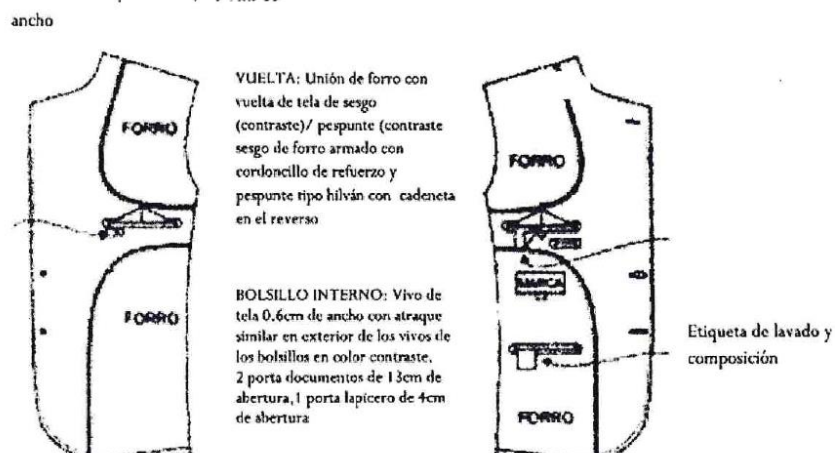 ancho
VUELTA: Unión de forro con
vuelta de tela de sesgo
(contraste)/ pespunte (contraste
sesgo de forro armado con
cordoncillo de refuerzo y
pespunte tipo hilván con cadeneta
en el reverso
FORRO
FORRO
BOLSILLO INTERNO: Vivo de
tela 0.6cm de ancho con atraque
similar en exterior de los vivos de
los bolsillos en color contraste.
2 porta documentos de 13cm de
abertura,1 porta lapicero de 4cm
de abertura
FORRO
MARCA
FORRO
Etiqueta de lavado y
composición